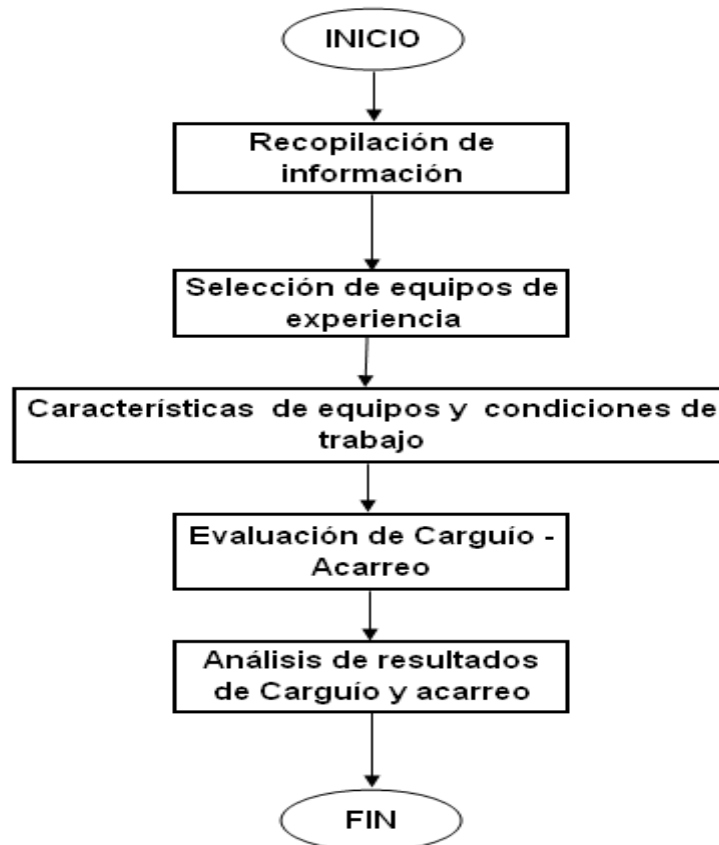 INICIO
Recopilación de
información
Selección de equipos de
experiencia
Características de equipos y condiciones de
trabajo
Evaluación de Carguío -
Acarreo
Análisis de resultados
de Carguío y acarreo
FIN